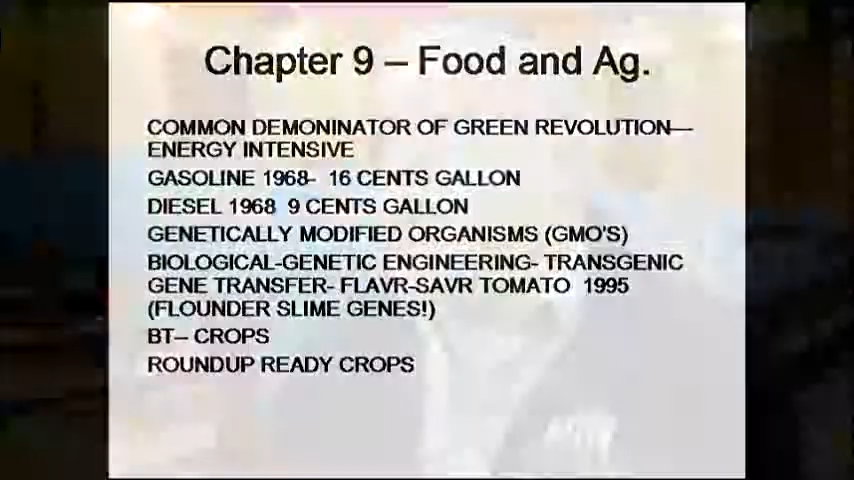 Chapter 9 – Food and Ag.
COMMON DEMONINATOR OF GREEN REVOLUTION—
ENERGY INTENSIVE
GASOLINE 1968- 16 CENTS GALLON
DIESEL 1968 9 CENTS GALLON
GENETICALLY MODIFIED ORGANISMS (GMO'S)
BIOLOGICAL-GENETIC ENGINEERING- TRANSGENIC
GENE TRANSFER- FLAVR-SAVR TOMATO 1995
(FLOUNDER SLIME GENES!)
BT– CROPS
ROUNDUP READY CROPS